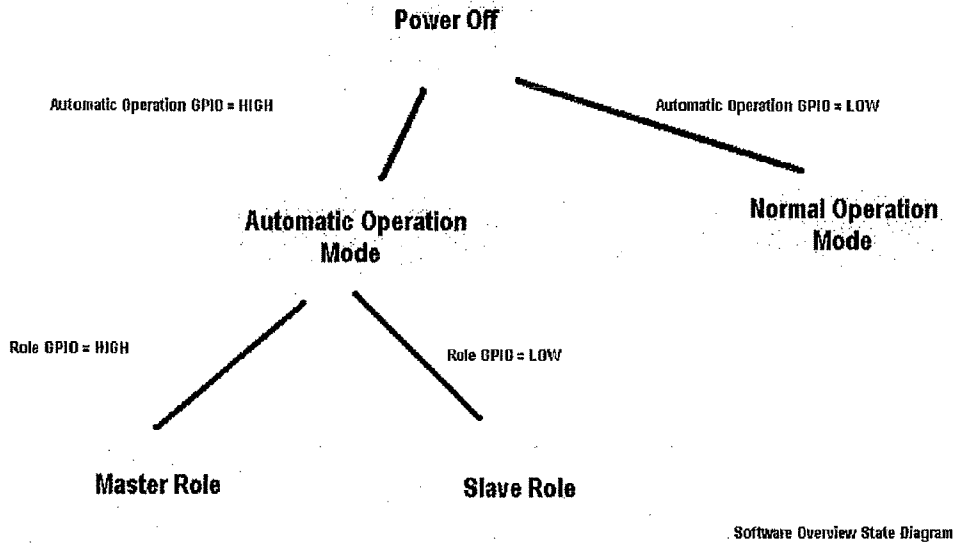 Power Off
Automatic Operation GPIO = HIGH
Automatic Operation GPIO = LOW
Automatic Operation
Mode
Normal Operation
Mode
Role GPIO = HIGH
Role GPIO = LOW
Master Role
Slave Role
Software Overview State Diagram